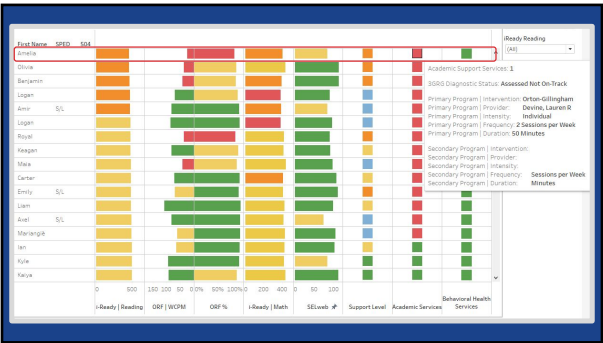 iReady Reading
(All)
First Name SPED 504
Amelia
Olivia
Benjamin
Logan
Amir S/L
Logan
Royal
Keagan
Maia
Carter
Emily S/L
Liam
Axel S/L
Mariangle
Ian
Kyle
Kalya
Academic Support Services: 1
SGRIS Diagnostic Status: Assessed Not On-Track
Primary Program | Intervention: Orton-Gillingham
Primary Program | Provider: Devine, Lauren R
Primary Program | Intensity: Individual
Primary Program | Frequency: 2 Sessions per Week
Primary Program | Duration: 50 Minutes
Secondary Program | Intervention:
Secondary Program | Provider:
Secondary Program | Intensity:
Secondary Program | Frequency: Sessions per Week
Secondary Program | Duration: Minutes
0 500 150 100 50 0 0% 50% 100% 0 200 400 0 50 100
i-Ready | Reading ORF | WCPM ORF % i-Ready | Math SELweb Support Level Academic Services Behavioral Health
Services